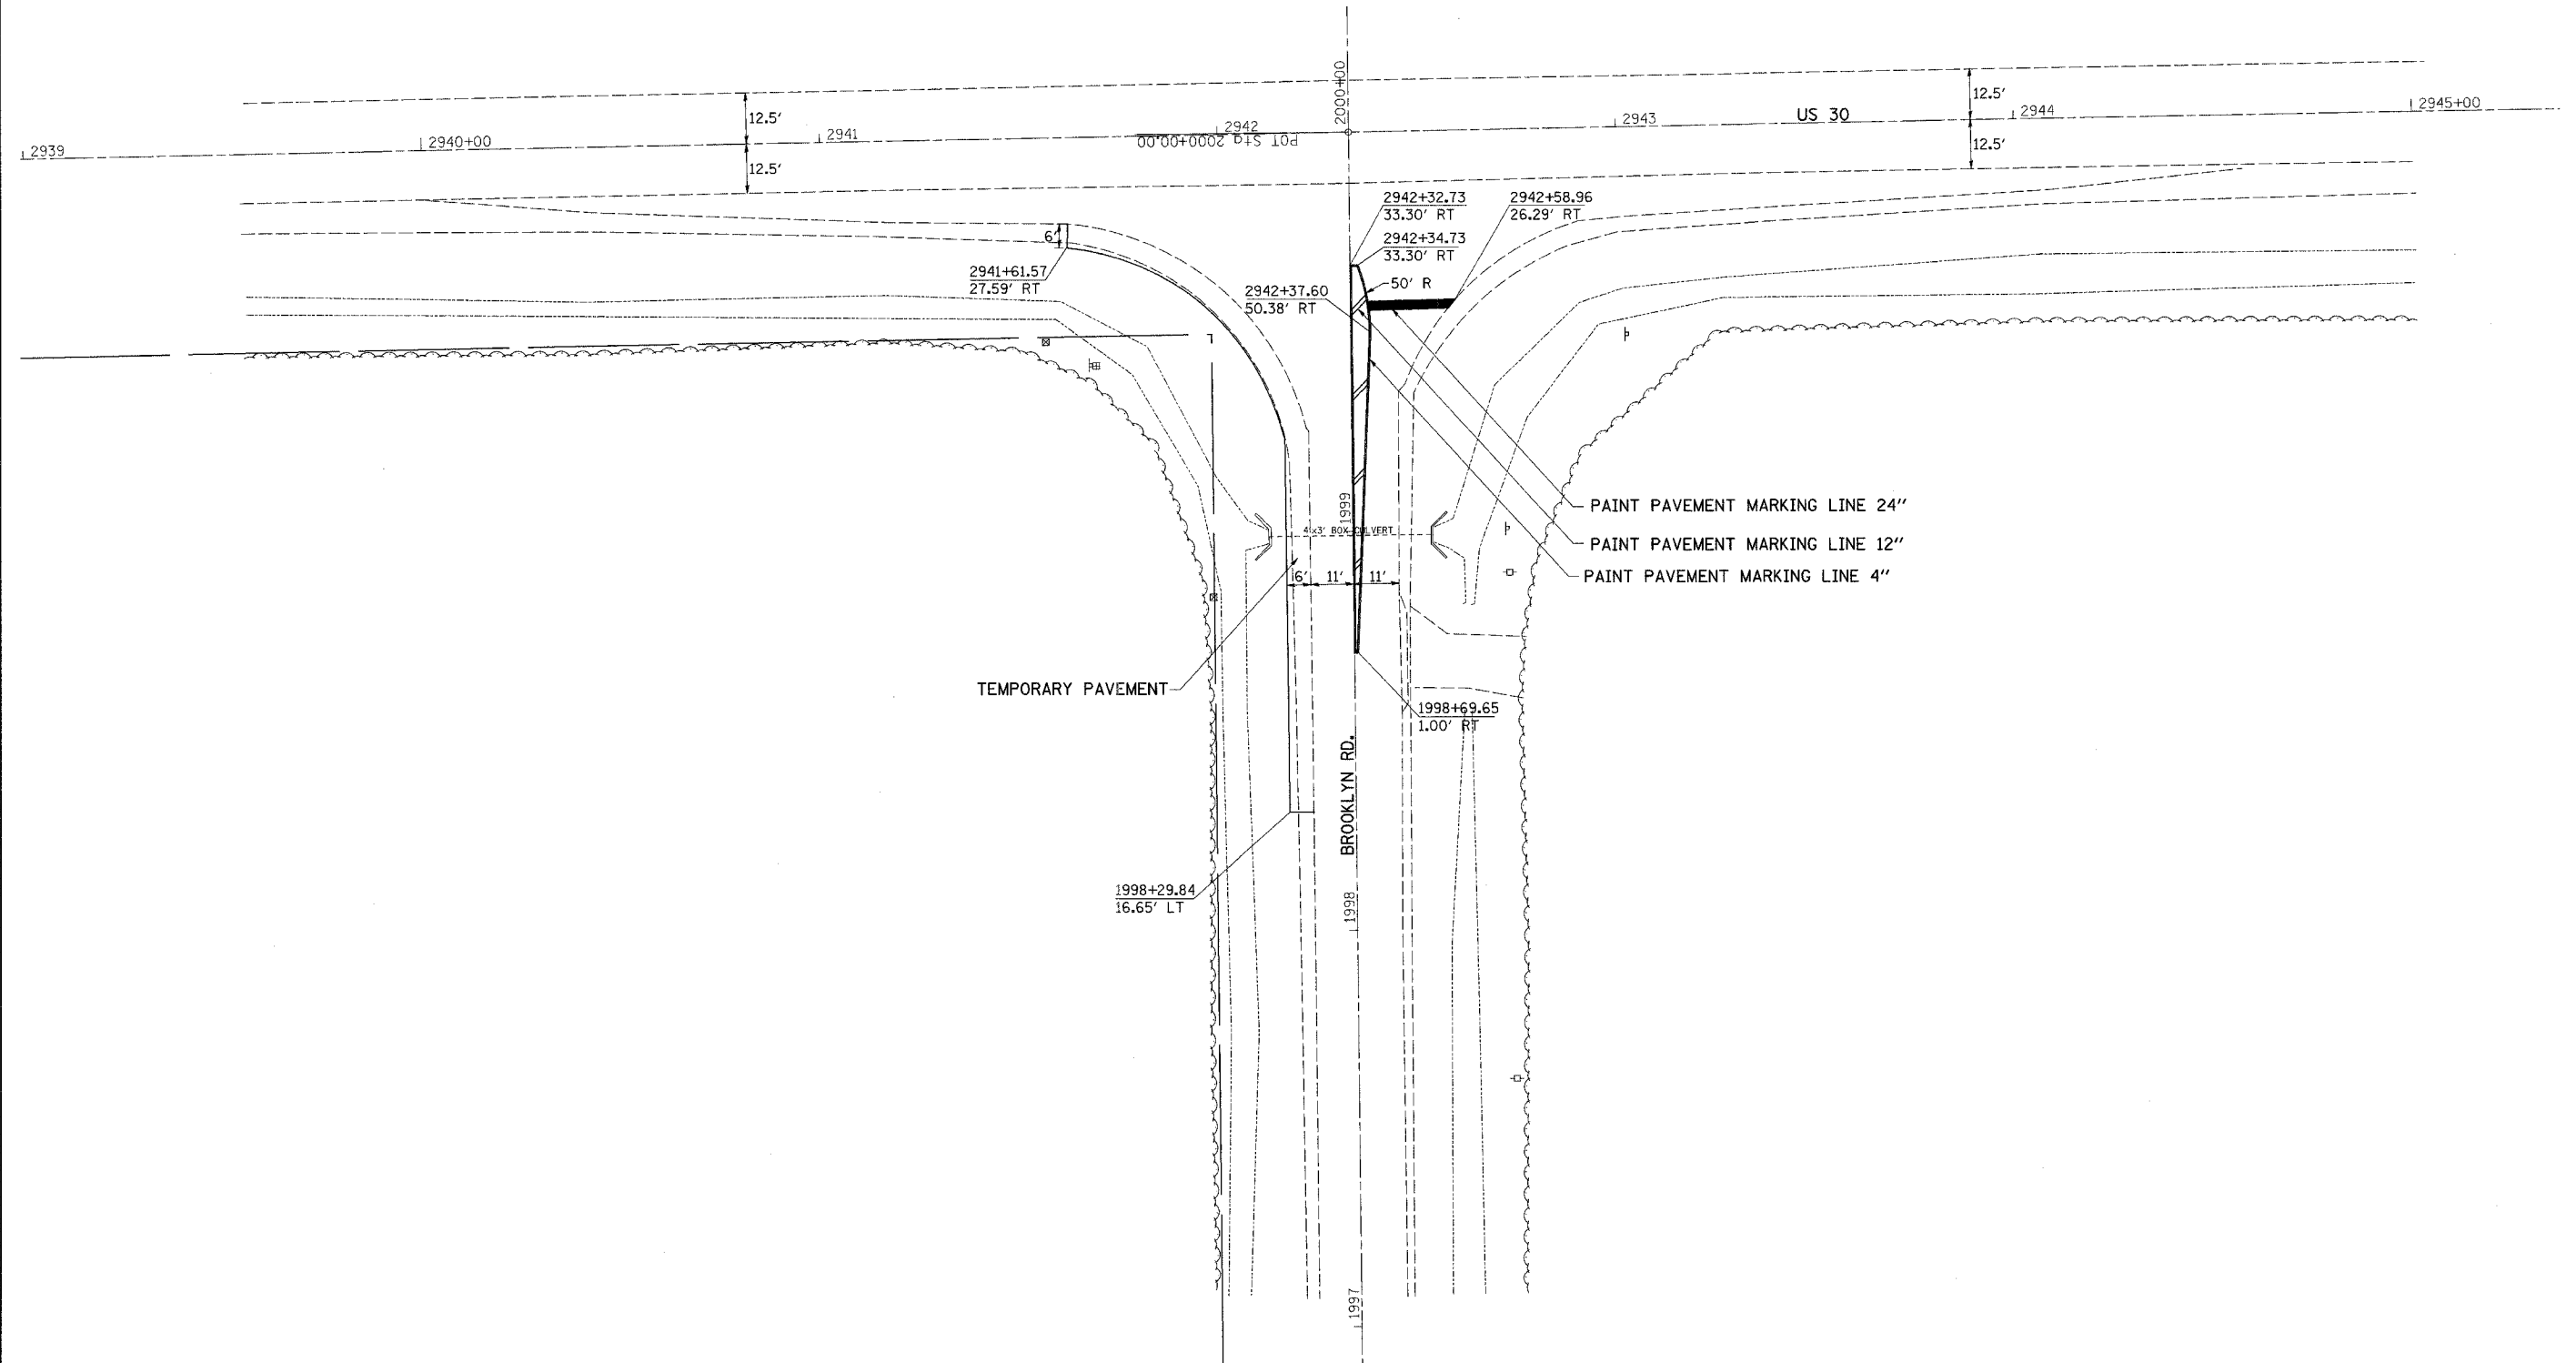 2000+00
12.5'
12.5'
2939
2940+00
2941
2942
POT Sta 2000+00.00
2943
US 30
2944
2945+00
12.5'
12.5'
6'
2941+61.57
27.59' RT
2942+32.73
33.30' RT
2942+58.96
26.29' RT
2942+34.73
33.30' RT
50' R
2942+37.60
50.38' RT
1999
4'x3' BOX CULVERT
6'
11'
11'
PAINT PAVEMENT MARKING LINE 24"
PAINT PAVEMENT MARKING LINE 12"
PAINT PAVEMENT MARKING LINE 4"
TEMPORARY PAVEMENT
1998+69.65
1.00' RT
BROOKLYN RD.
1998+29.84
16.65' LT
1998
1997